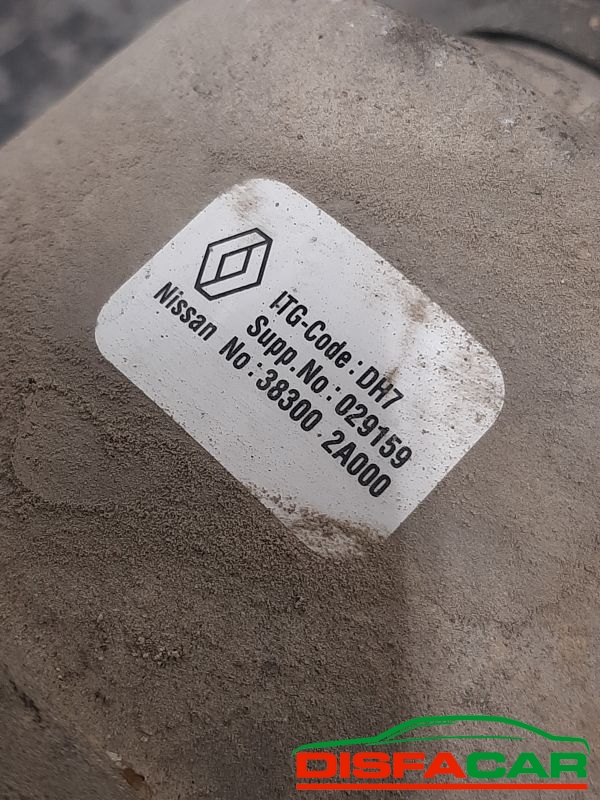 ITG-Code : DH7
Supp.No : 029159
Nissan No : 38300 2A000
DISFACAR